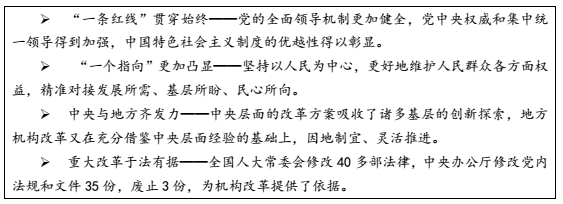 ➢ “一条红线”贯穿始终——党的全面领导机制更加健全，党中央权威和集中统
一领导得到加强，中国特色社会主义制度的优越性得以彰显。
➢ “一个指向”更加凸显——坚持以人民为中心，更好地维护人民群众各方面权
益，精准对接发展所需、基层所盼、民心所向。
➢ 中央与地方齐发力——中央层面的改革方案吸收了诸多基层的创新探索，地方
机构改革又在充分借鉴中央层面经验的基础上，因地制宜、灵活推进。
➢ 重大改革于法有据——全国人大常委会修改 40 多部法律，中央办公厅修改党内
法规和文件 35 份，废止 3 份，为机构改革提供了依据。